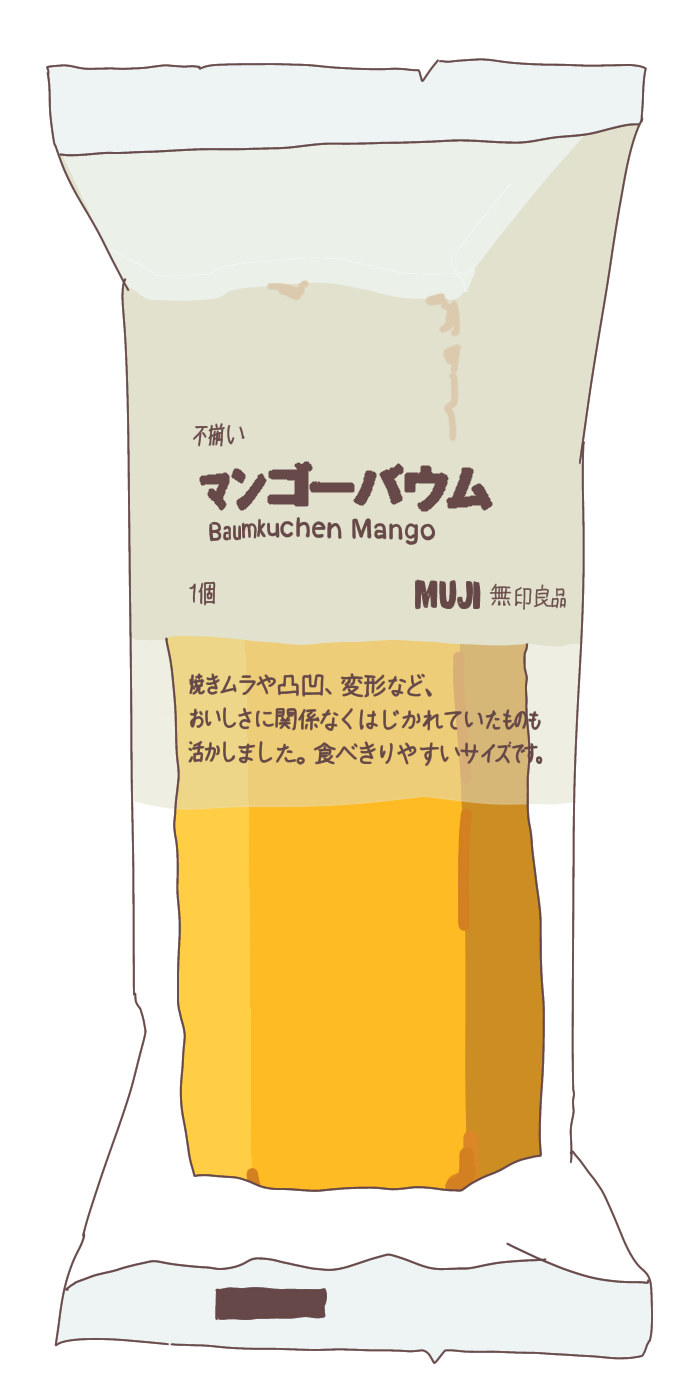 不揃い
マンゴーバウム
Baumkuchen Mango
1個
MUJI 無印良品
焼きムラや凸凹、変形など、
おいしさに関係なくはじかれていたものも
活かしました。食べきりやすいサイズです。